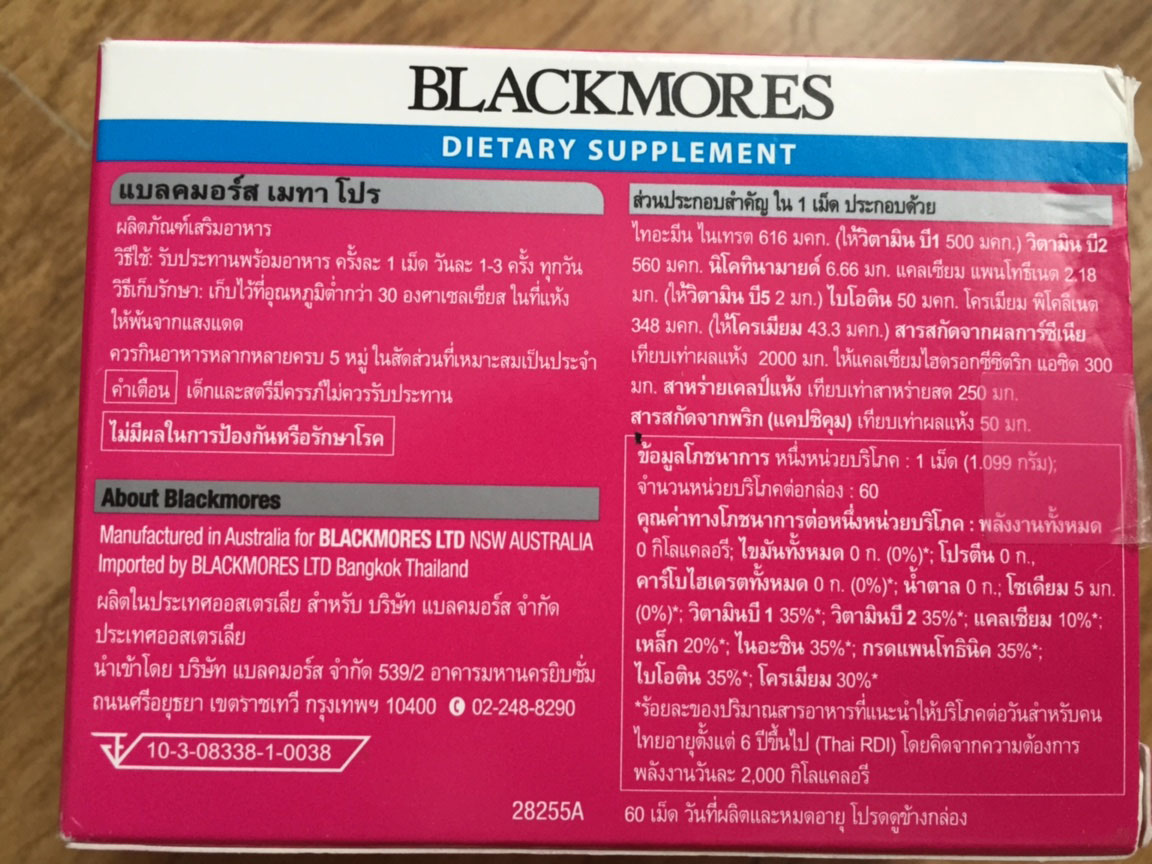 BLACKMORES
DIETARY SUPPLEMENT
แบลคมอร์ส เมทา โปร
ผลิตภัณฑ์เสริมอาหาร
วิธีใช้: รับประทานพร้อมอาหาร ครั้งละ 1 เม็ด วันละ 1-3 ครั้ง ทุกวัน
วิธีเก็บรักษา: เก็บไว้ที่อุณหภูมิต่ำกว่า 30 องศาเซลเซียส ในที่แห้ง
ให้พ้นจากแสงแดด
ควรกินอาหารหลากหลายครบ 5 หมู่ ในสัดส่วนที่เหมาะสมเป็นประจำ
คำเตือน เด็กและสตรีมีครรภ์ไม่ควรรับประทาน
ไม่มีผลในการป้องกันหรือรักษาโรค
About Blackmores
Manufactured in Australia for BLACKMORES LTD NSW AUSTRALIA
Imported by BLACKMORES LTD Bangkok Thailand
ผลิตในประเทศออสเตรเลีย สำหรับ บริษัท แบลคมอร์ส จำกัด
ประเทศออสเตรเลีย
นำเข้าโดย บริษัท แบลคมอร์ส จำกัด 539/2 อาคารมหานครยิบซั่ม
ถนนศรีอยุธยา เขตราชเทวี กรุงเทพฯ 10400 02-248-8290
10-3-08338-1-0038
28255A
ส่วนประกอบสำคัญ ใน 1 เม็ด ประกอบด้วย
ไทอะมีน ไนเทรต 616 มคก. (ให้วิตามิน บี1 500 มคก.) วิตามิน บี2
560 มคก. นิโคทินามายด์ 6.66 มก. แคลเซียม แพนโทธีเนต 2.18
มก. (ให้วิตามิน บี5 2 มก.) ไบโอติน 50 มคก. โครเมียม พิโคลิเนต
348 มคก. (ให้โครเมียม 43.3 มคก.) สารสกัดจากผลการ์ซีเนีย
เทียบเท่าผลแห้ง 2000 มก. ให้แคลเซียมไฮดรอกซีซิตริก แอซิด 300
มก. สาหร่ายเคลป์แห้ง เทียบเท่าสาหร่ายสด 250 มก.
สารสกัดจากพริก (แคปซิคุม) เทียบเท่าผลแห้ง 50 มก.
ข้อมูลโภชนาการ หนึ่งหน่วยบริโภค : 1 เม็ด (1.099 กรัม);
จำนวนหน่วยบริโภคต่อกล่อง : 60
คุณค่าทางโภชนาการต่อหนึ่งหน่วยบริโภค : พลังงานทั้งหมด
0 กิโลแคลอรี; ไขมันทั้งหมด 0 ก. (0%)*; โปรตีน 0 ก.,
คาร์โบไฮเดรตทั้งหมด 0 ก. (0%)*; น้ำตาล 0 ก.; โซเดียม 5 มก.
(0%)*; วิตามินบี 1 35%*; วิตามินบี 2 35%*; แคลเซียม 10%*;
เหล็ก 20%*; ไนอะซิน 35%*; กรดแพนโทธินิค 35%*;
ไบโอติน 35%*; โครเมียม 30%*
*ร้อยละของปริมาณสารอาหารที่แนะนำให้บริโภคต่อวันสำหรับคน
ไทยอายุตั้งแต่ 6 ปีขึ้นไป (Thai RDI) โดยคิดจากความต้องการ
พลังงานวันละ 2,000 กิโลแคลอรี
60 เม็ด วันที่ผลิตและหมดอายุ โปรดดูข้างกล่อง